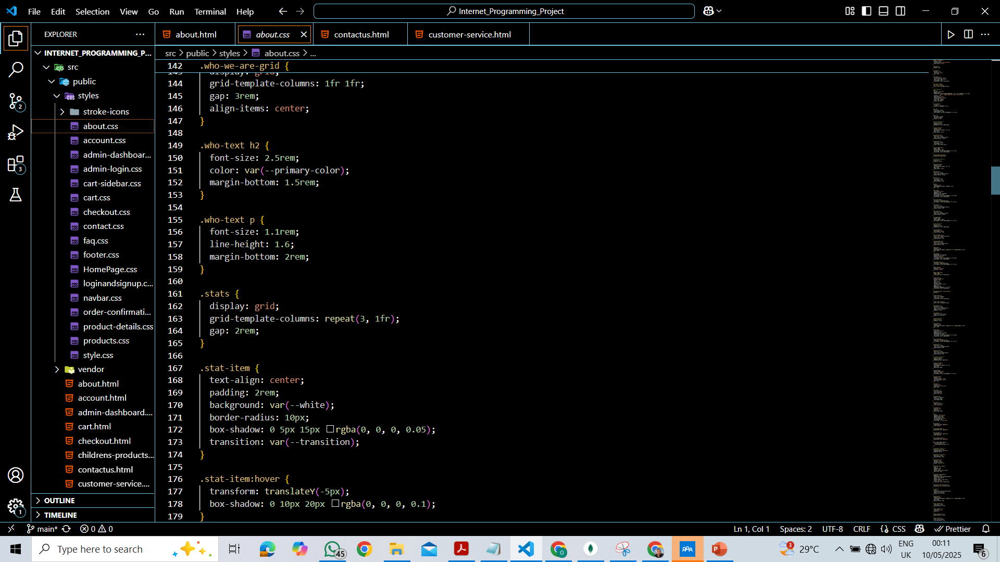 File Edit Selection View Go Run Terminal Help
Internet_Programming_Project
EXPLORER
about.html
about.css
contactus.html
customer-service.html
INTERNET_PROGRAMMING_P...
src
public
styles
stroke-icons
about.css
account.css
admin-dashboar...
admin-login.css
cart-sidebar.css
cart.css
checkout.css
contact.css
faq.css
footer.css
HomePage.css
loginandsignup.c...
navbar.css
order-confirmati...
product-details.css
products.css
style.css
vendor
about.html
account.html
admin-dashboard....
cart.html
checkout.html
childrens-products...
contactus.html
customer-service....
OUTLINE
TIMELINE
2
3
1
src > public > styles > about.css > ...
142 .who-we-are-grid {
display: grid;
144 grid-template-columns: 1fr 1fr;
145 gap: 3rem;
146 align-items: center;
147 }
148
149 .who-text h2 {
150 font-size: 2.5rem;
151 color: var(--primary-color);
152 margin-bottom: 1.5rem;
153 }
154
155 .who-text p {
156 font-size: 1.1rem;
157 line-height: 1.6;
158 margin-bottom: 2rem;
159 }
160
161 .stats {
162 display: grid;
163 grid-template-columns: repeat(3, 1fr);
164 gap: 2rem;
165 }
166
167 .stat-item {
168 text-align: center;
169 padding: 2rem;
170 background: var(--white);
171 border-radius: 10px;
172 box-shadow: 0 5px 15px rgba(0, 0, 0, 0.05);
173 transition: var(--transition);
174 }
175
176 .stat-item:hover {
177 transform: translateY(-5px);
178 box-shadow: 0 10px 20px rgba(0, 0, 0, 0.1);
179 }
main* 0 0
Ln 1, Col 1 Spaces: 2 UTF-8 CRLF {} CSS Prettier
Type here to search
45
3
29°C
ENG
UK
00:11
10/05/2025
6